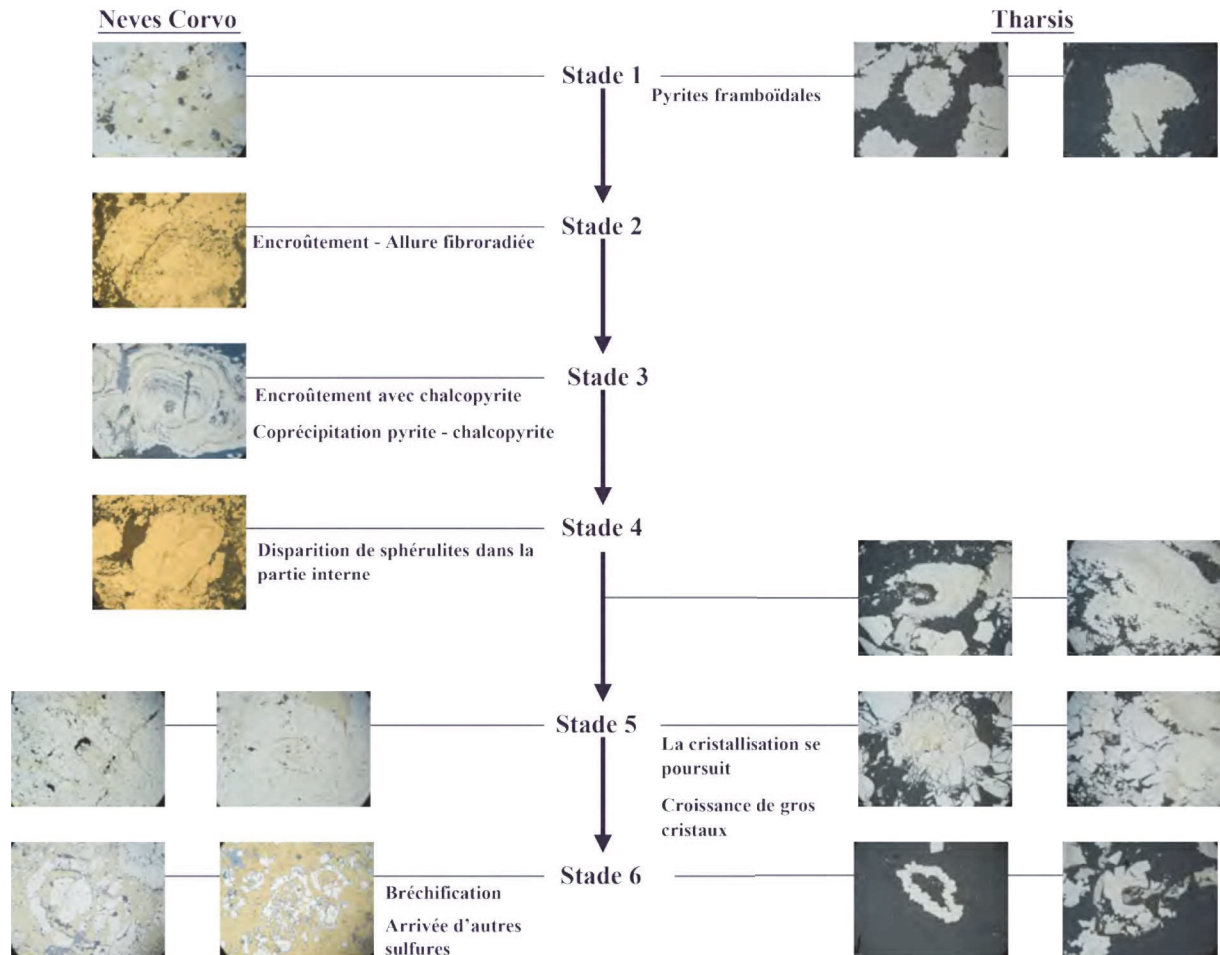 Neves Corvo
Tharsis
Stade 1
Pyrites framboïdales
Stade 2
Encroûtement - Allure fibroradiée
Stade 3
Encroûtement avec chalcopyrite
Coprécipitation pyrite - chalcopyrite
Stade 4
Disparition de sphérulites dans la
partie interne
Stade 5
La cristallisation se
poursuit
Croissance de gros
cristaux
Stade 6
Bréchification
Arrivée d'autres
sulfures